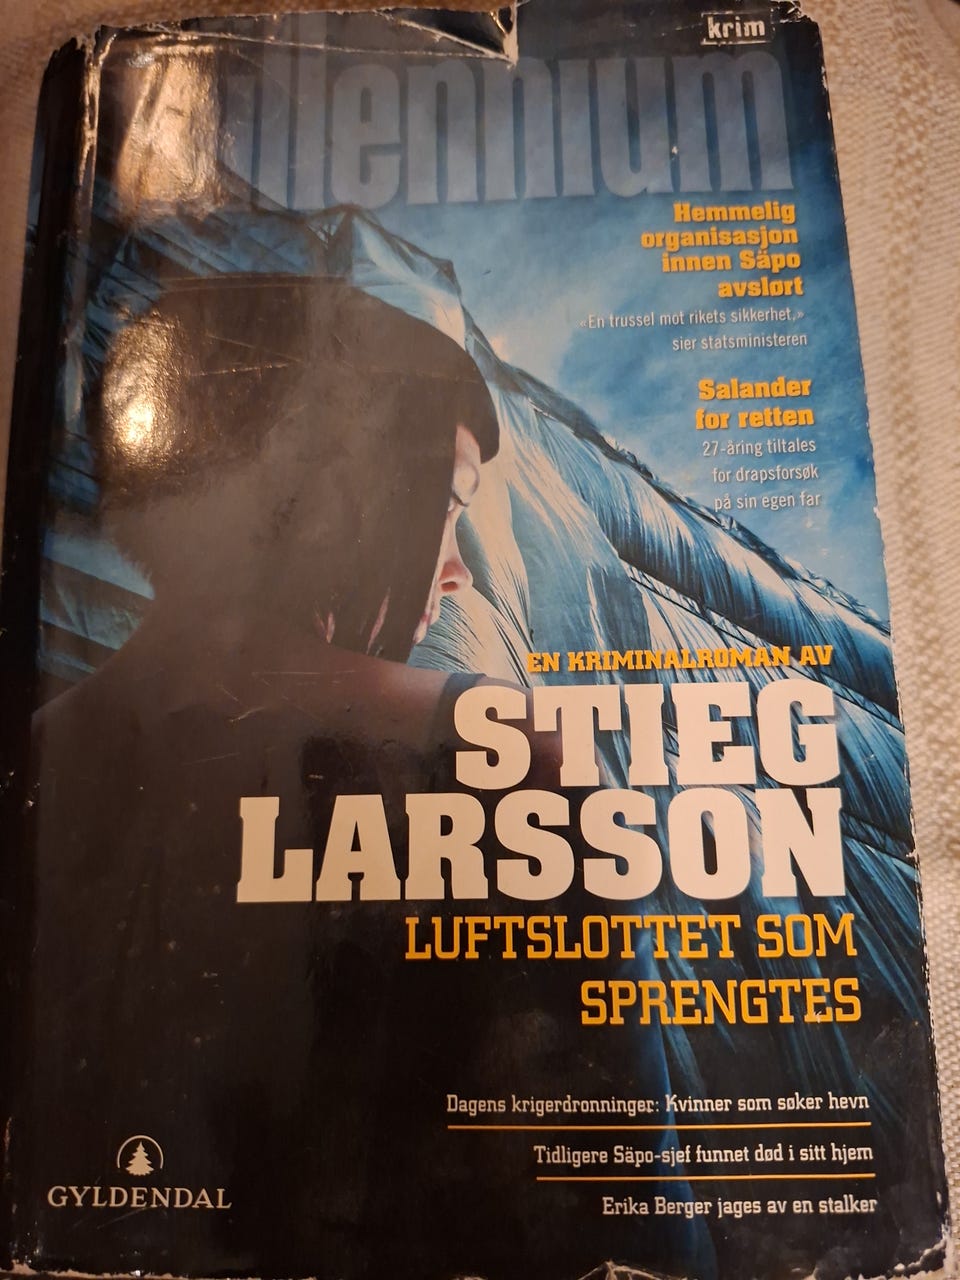 krim
Millennium
Hemmelig
organisasjon
innen Säpo
avslørt
«En trussel mot rikets sikkerhet,»
sier statsministeren
Salander
for retten
27-åring tiltales
for drapsforsøk
på sin egen far
EN KRIMINALROMAN AV
STIEG
LARSSON
LUFTSLOTTET SOM
SPRENGTES
Dagens krigerdronninger: Kvinner som søker hevn
Tidligere Säpo-sjef funnet død i sitt hjem
Erika Berger jages av en stalker
GYLDENDAL